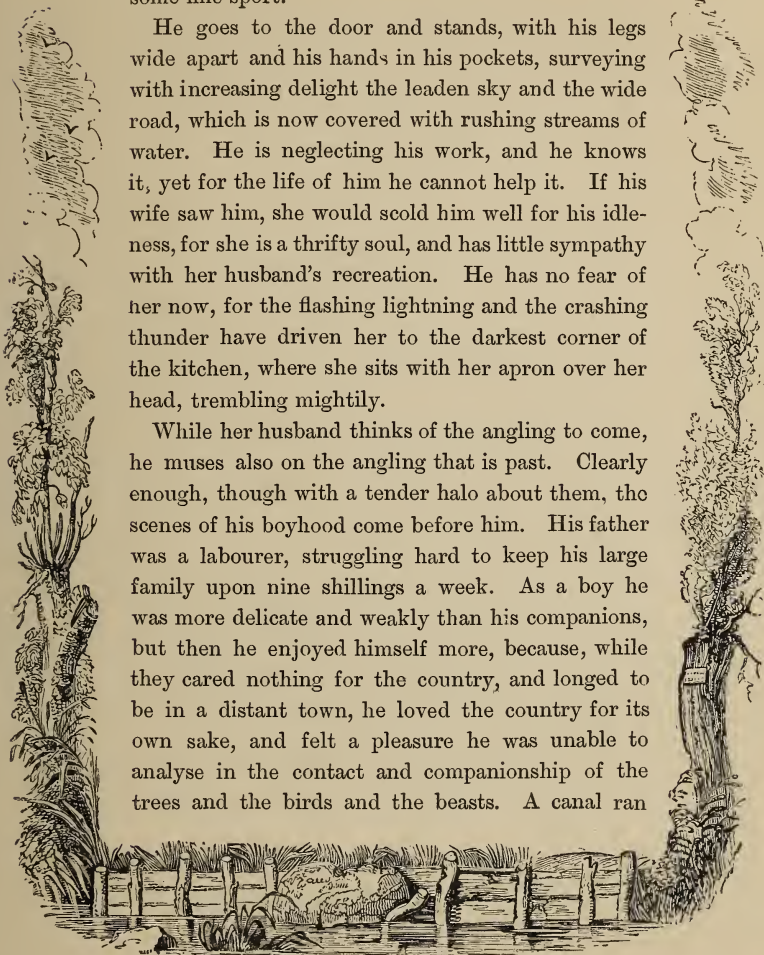 some fine sport.
He goes to the door and stands, with his legs
wide apart and his hands in his pockets, surveying
with increasing delight the leaden sky and the wide
road, which is now covered with rushing streams of
water. He is neglecting his work, and he knows
it, yet for the life of him he cannot help it. If his
wife saw him, she would scold him well for his idle-
ness, for she is a thrifty soul, and has little sympathy
with her husband's recreation. He has no fear of
her now, for the flashing lightning and the crashing
thunder have driven her to the darkest corner of
the kitchen, where she sits with her apron over her
head, trembling mightily.
While her husband thinks of the angling to come,
he muses also on the angling that is past. Clearly
enough, though with a tender halo about them, the
scenes of his boyhood come before him. His father
was a labourer, struggling hard to keep his large
family upon nine shillings a week. As a boy he
was more delicate and weakly than his companions,
but then he enjoyed himself more, because, while
they cared nothing for the country, and longed to
be in a distant town, he loved the country for its
own sake, and felt a pleasure he was unable to
analyse in the contact and companionship of the
trees and the birds and the beasts. A canal ran